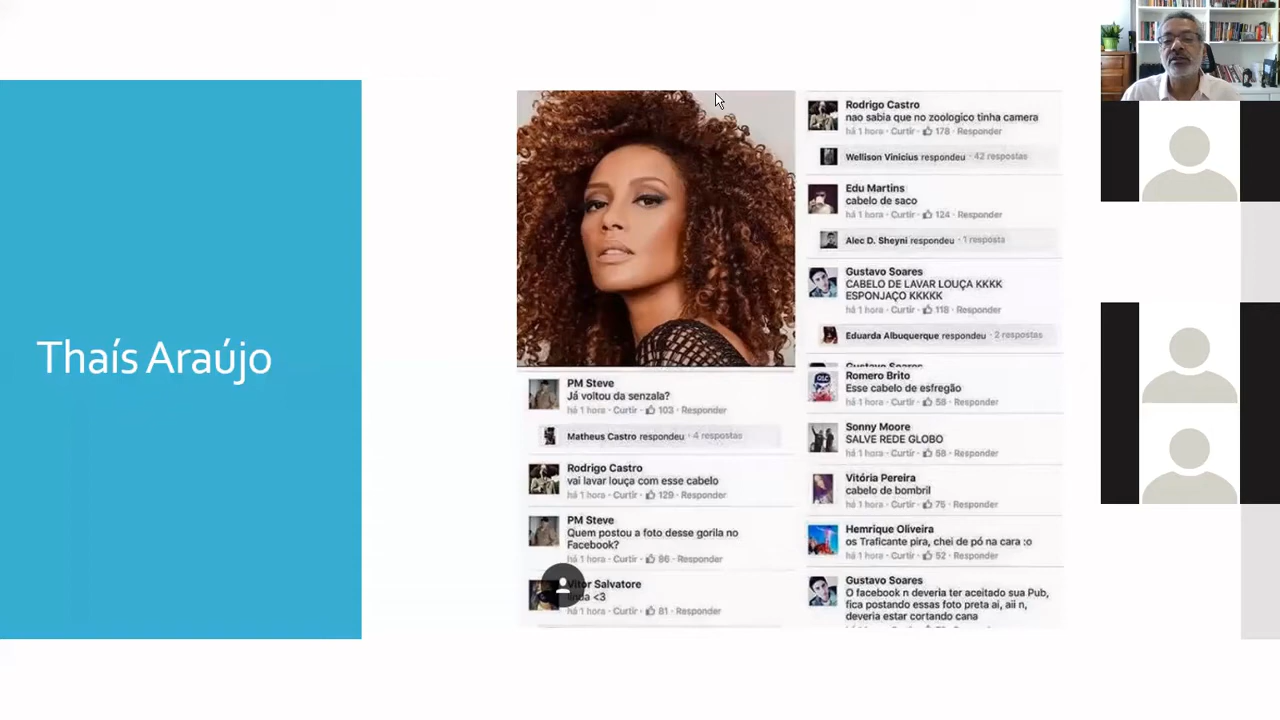 Thaís Araújo
PM Steve
Já voltou da senzala?
há 1 hora · Curtir · 103 · Responder
Matheus Castro respondeu · 4 respostas
Rodrigo Castro
vai lavar louça com esse cabelo
há 1 hora · Curtir · 129 · Responder
PM Steve
Quem postou a foto desse gorila no
Facebook?
há 1 hora · Curtir · 86 · Responder
Vitor Salvatore
<3
há 1 hora · Curtir · 81 · Responder
Rodrigo Castro
nao sabia que no zoologico tinha camera
há 1 hora · Curtir · 178 · Responder
Wellison Vinicius respondeu · 42 respostas
Edu Martins
cabelo de saco
há 1 hora · Curtir · 124 · Responder
Alec D. Sheyni respondeu · 1 resposta
Gustavo Soares
CABELO DE LAVAR LOUÇA KKKK
ESPONJAÇO KKKKK
há 1 hora · Curtir · 118 · Responder
Eduarda Albuquerque respondeu · 2 respostas
Gustavo Soares
Romero Brito
Esse cabelo de esfregão
há 1 hora · Curtir · 58 · Responder
Sonny Moore
SALVE REDE GLOBO
há 1 hora · Curtir · 68 · Responder
Vitória Pereira
cabelo de bombril
há 1 hora · Curtir · 75 · Responder
Hemrique Oliveira
os Traficante pira, chei de pó na cara :o
há 1 hora · Curtir · 52 · Responder
Gustavo Soares
O facebook n deveria ter aceitado sua Pub,
fica postando essas foto preta ai, aii n,
deveria estar cortando cana